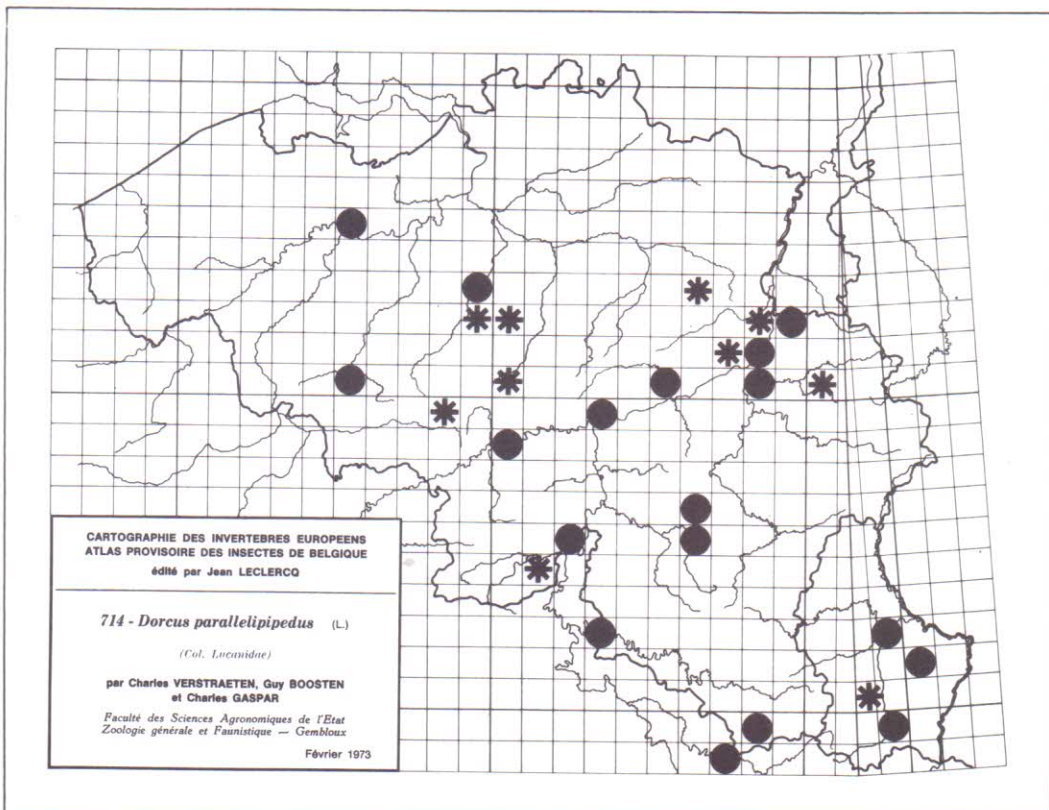 CARTOGRAPHIE DES INVERTEBRES EUROPEENS
ATLAS PROVISOIRE DES INSECTES DE BELGIQUE
édité par Jean LECLERCQ
714 - Dorcus parallelipipedus (L.)
(Col. Lucanidae)
par Charles VERSTRAETEN, Guy BOOSTEN
et Charles GASPAR
Faculté des Sciences Agronomiques de l'Etat
Zoologie générale et Faunistique — Gembloux
Février 1973